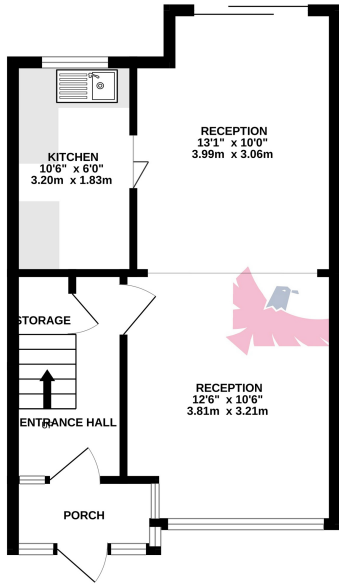 RECEPTION
13'1" x 10'0"
3.99m x 3.06m
KITCHEN
10'6" x 6'0"
3.20m x 1.83m
STORAGE
RECEPTION
12'6" x 10'6"
3.81m x 3.21m
UP
ENTRANCE HALL
PORCH